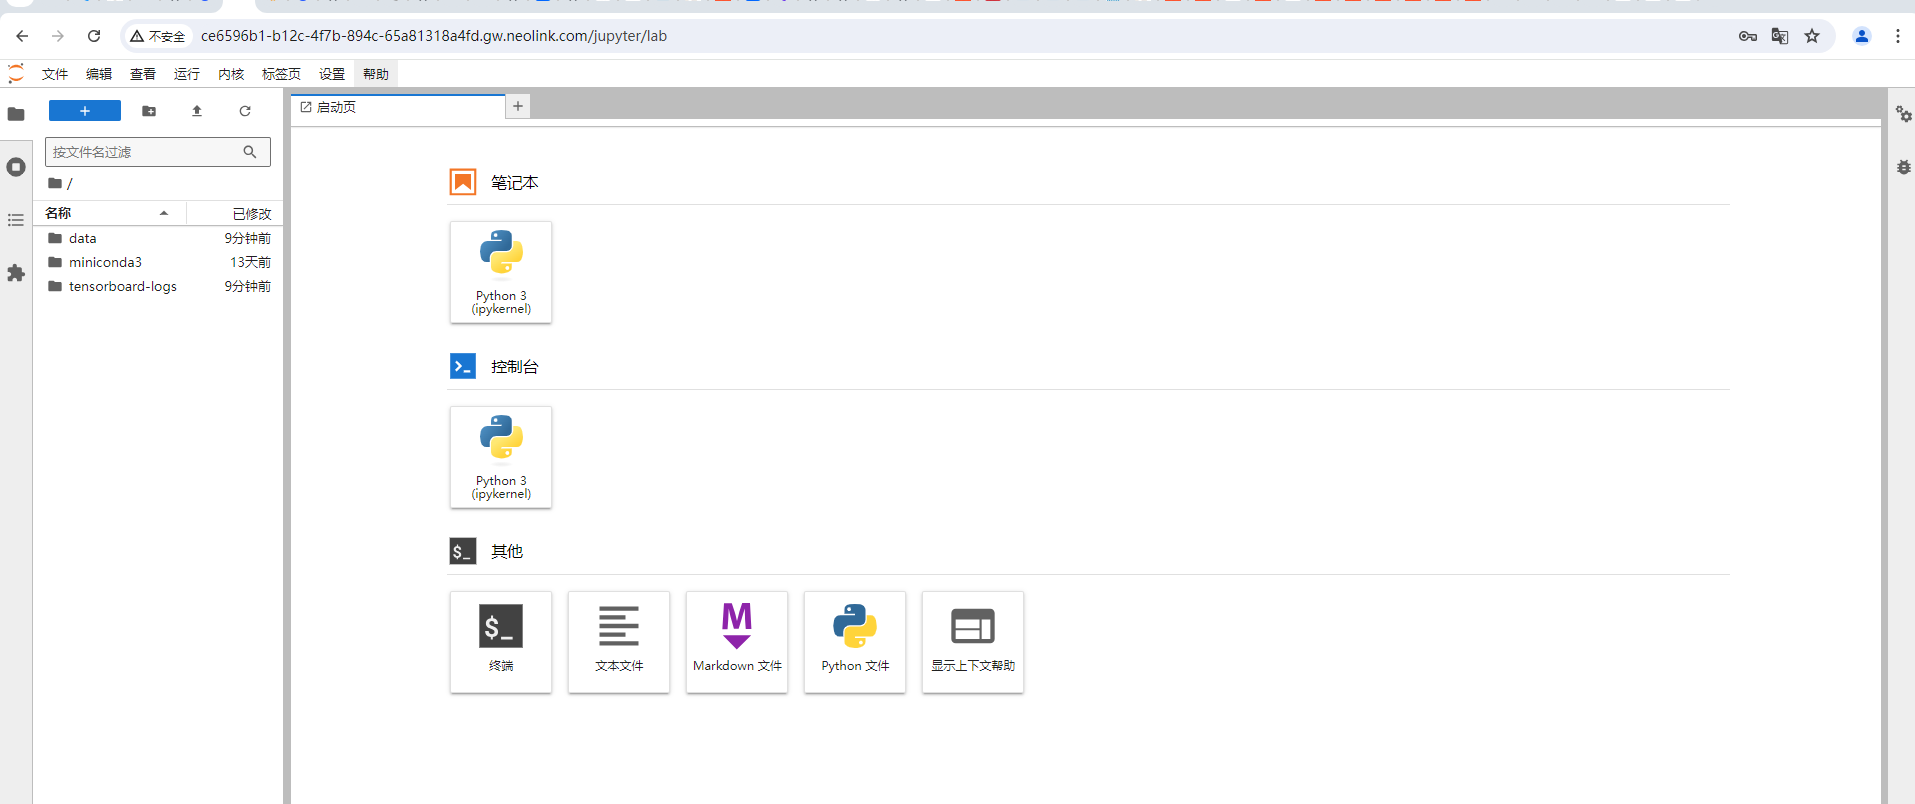 不安全 ce6596b1-b12c-4f7b-894c-65a81318a4fd.gw.neolink.com/jupyter/lab
文件 编辑 查看 运行 内核 标签页 设置 帮助
+
启动页 +
按文件名过滤
/
名称 已修改
data 9分钟前
miniconda3 13天前
tensorboard-logs 9分钟前
笔记本
Python 3
(ipykernel)
控制台
Python 3
(ipykernel)
$_ 其他
$_
终端
文本文件
M
Markdown 文件
Python 文件
显示上下文帮助